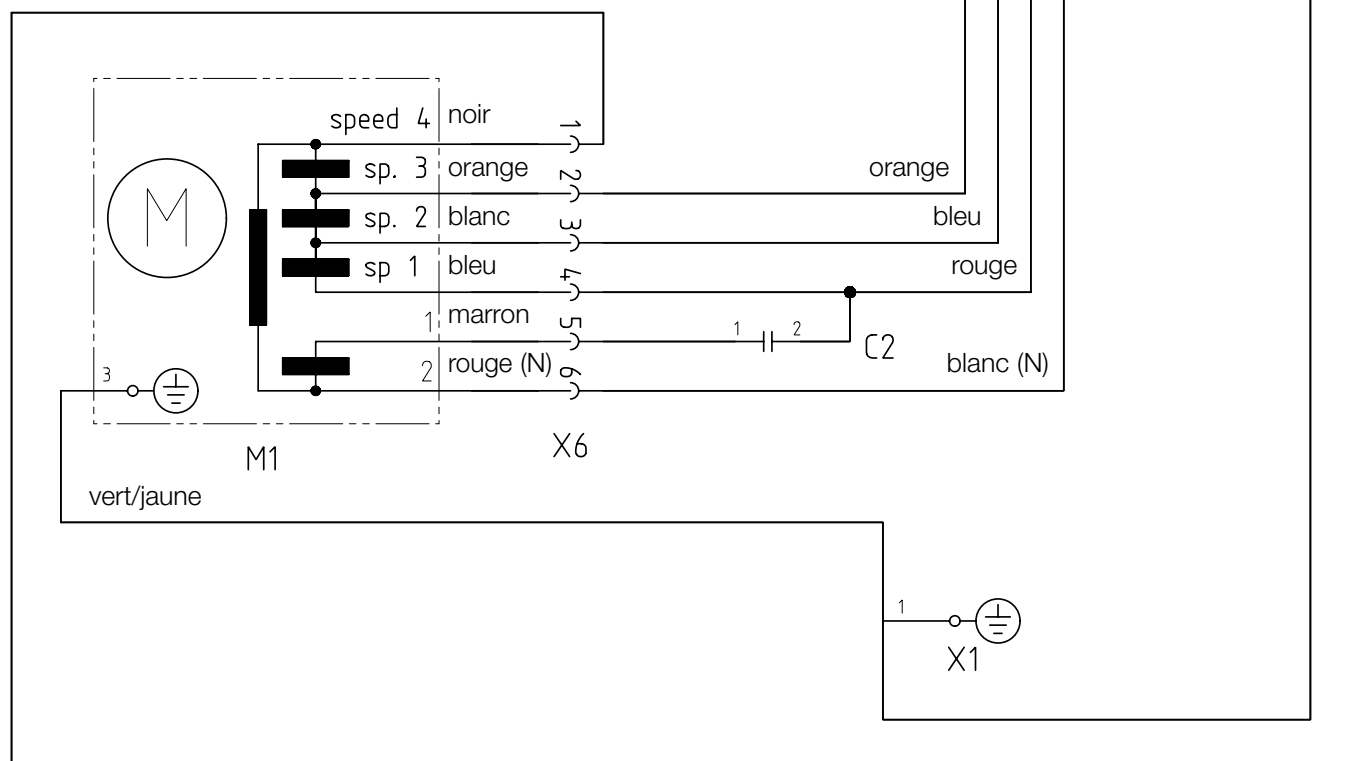 speed 4 noir 1
sp. 3 orange 2 orange
sp. 2 blanc 3 bleu
sp 1 bleu 4 rouge
1 marron 5 1 2 C2
2 rouge (N) 6 blanc (N)
3
M
M1 X6
vert/jaune
1
X1